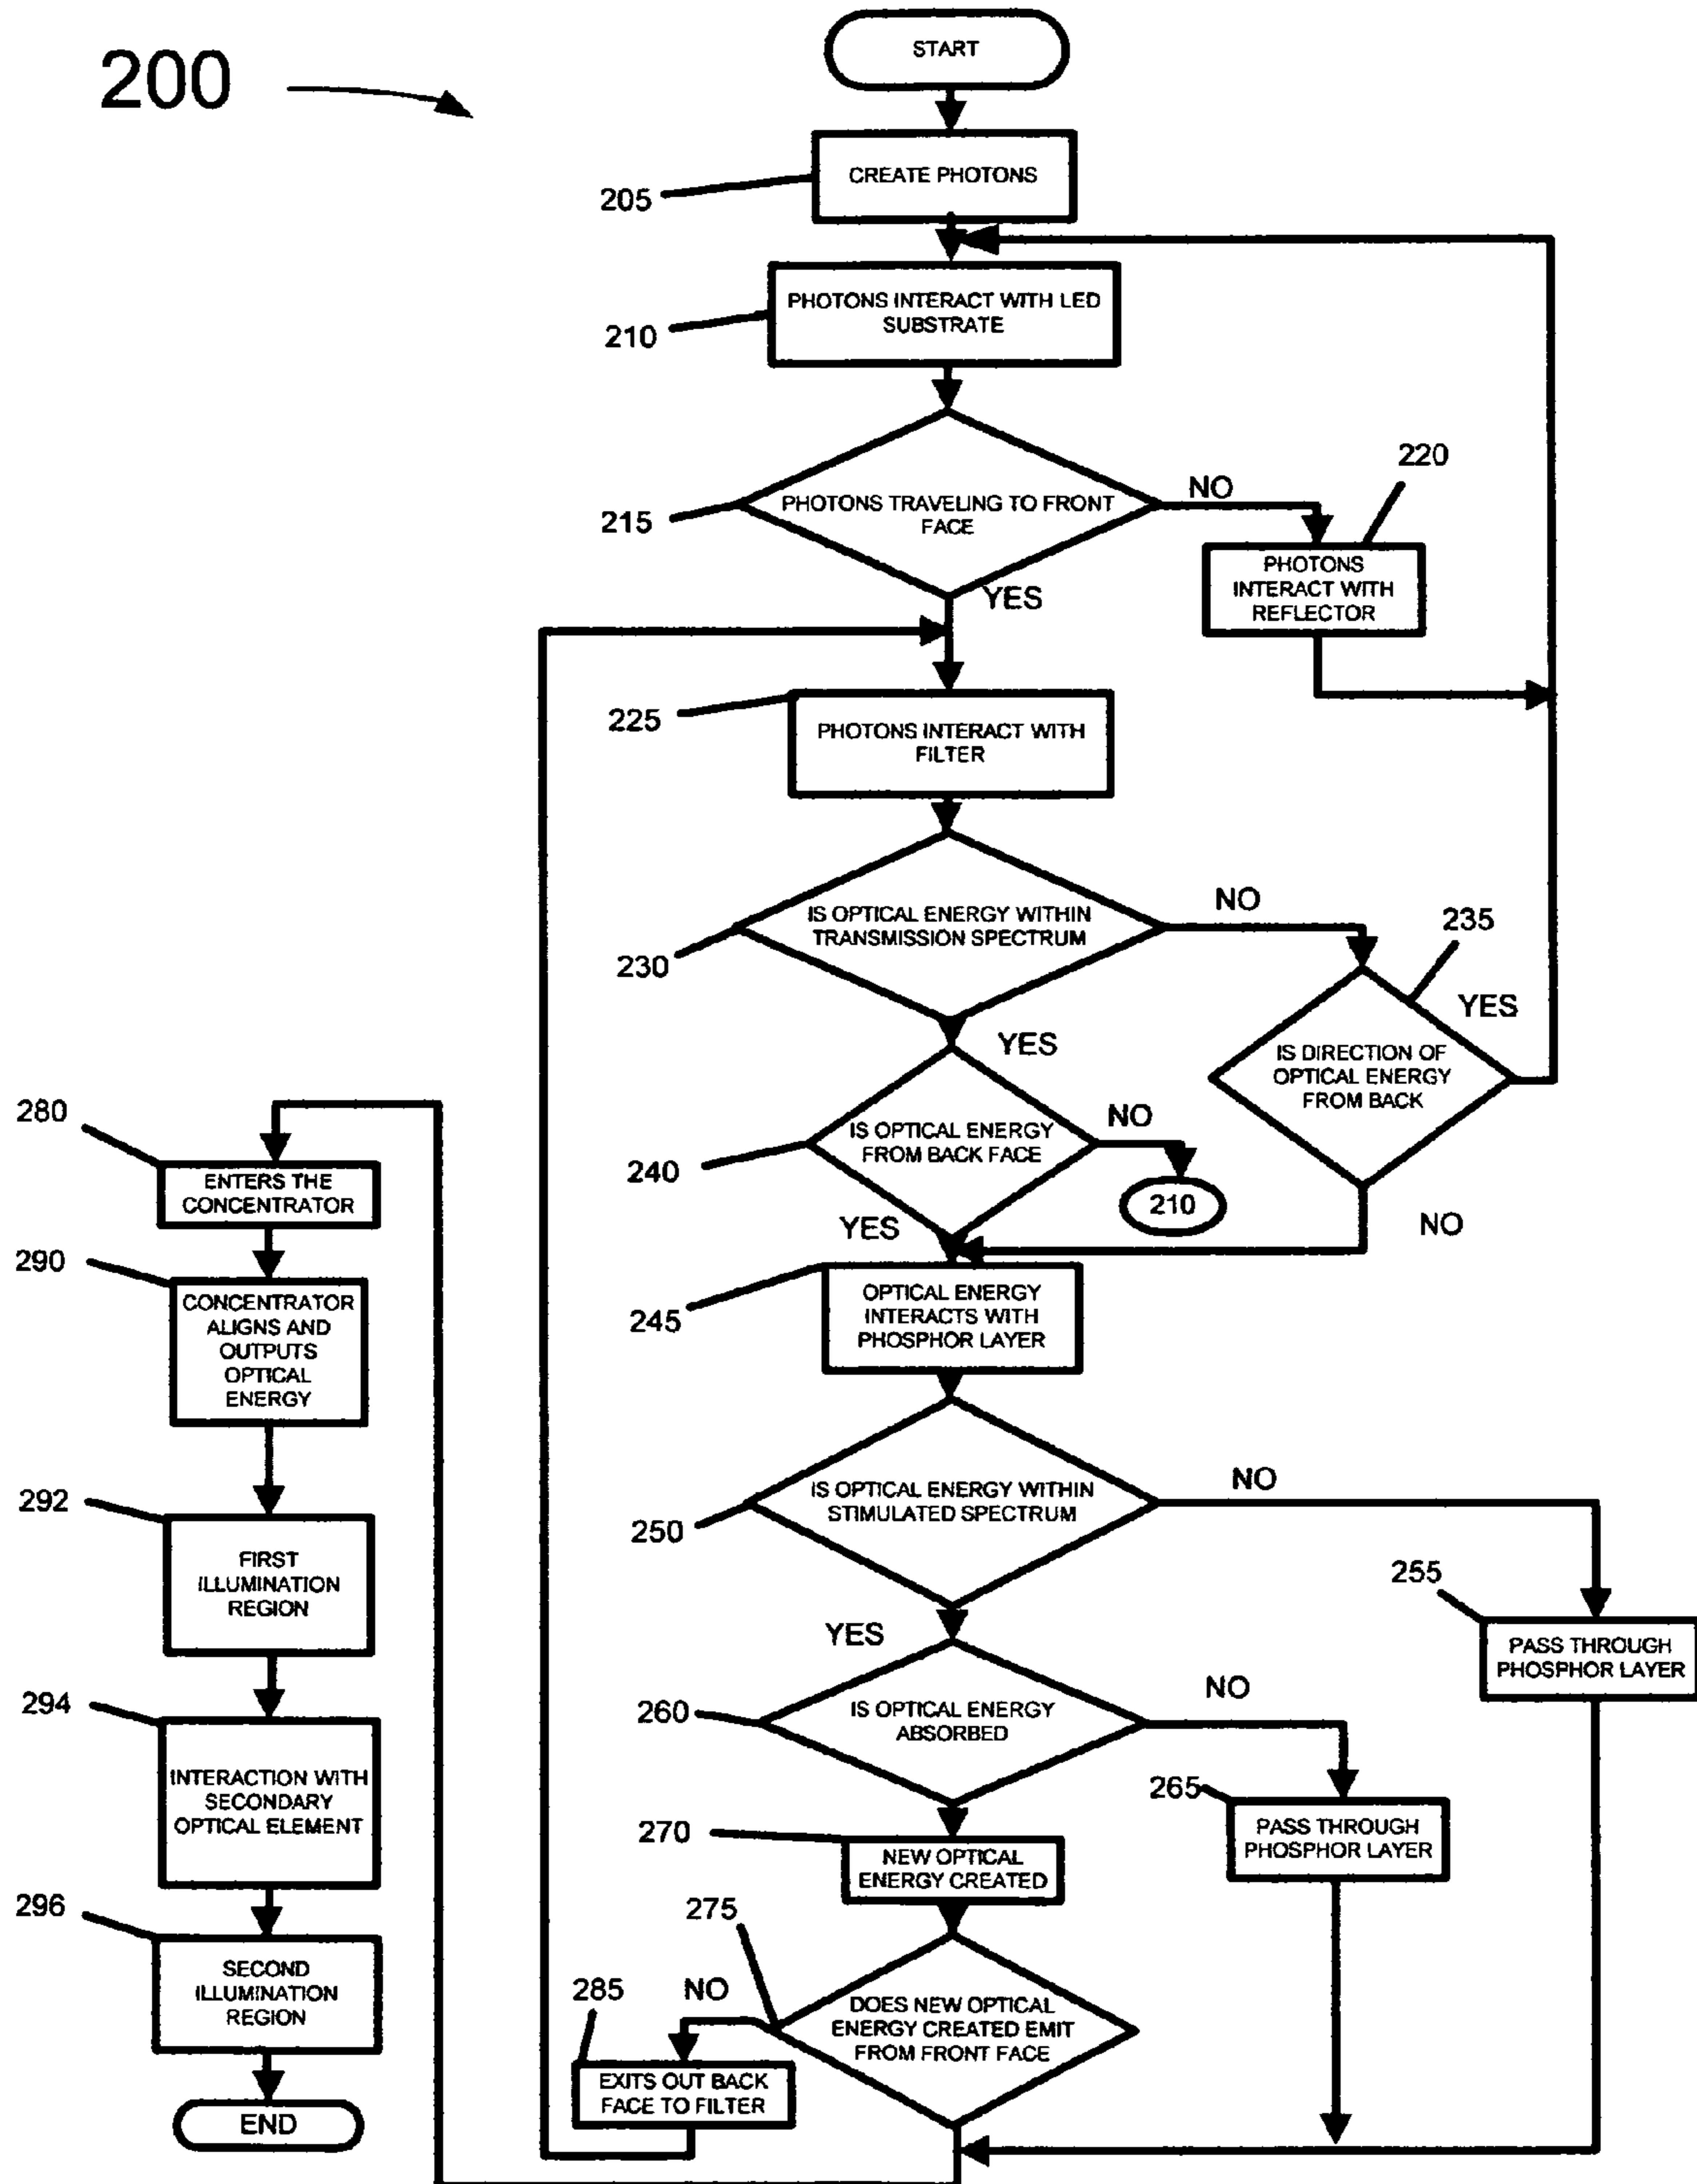 200
START
CREATE PHOTONS
205
PHOTONS INTERACT WITH LED
SUBSTRATE
210
PHOTONS TRAVELING TO FRONT
FACE
215
NO
220
PHOTONS
INTERACT WITH
REFLECTOR
YES
225
PHOTONS INTERACT WITH
FILTER
IS OPTICAL ENERGY WITHIN
TRANSMISSION SPECTRUM
230
NO
235
YES
IS DIRECTION OF
OPTICAL ENERGY
FROM BACK
YES
IS OPTICAL ENERGY
FROM BACK FACE
240
NO
210
YES
NO
245
OPTICAL ENERGY
INTERACTS WITH
PHOSPHOR LAYER
IS OPTICAL ENERGY WITHIN
STIMULATED SPECTRUM
250
NO
255
PASS THROUGH
PHOSPHOR LAYER
YES
260
IS OPTICAL ENERGY
ABSORBED
NO
265
PASS THROUGH
PHOSPHOR LAYER
270
NEW OPTICAL
ENERGY CREATED
275
DOES NEW OPTICAL
ENERGY CREATED EMIT
FROM FRONT FACE
NO
285
EXITS OUT BACK
FACE TO FILTER
280
ENTERS THE
CONCENTRATOR
290
CONCENTRATOR
ALIGNS AND
OUTPUTS
OPTICAL
ENERGY
292
FIRST
ILLUMINATION
REGION
294
INTERACTION WITH
SECONDARY
OPTICAL ELEMENT
296
SECOND
ILLUMINATION
REGION
END